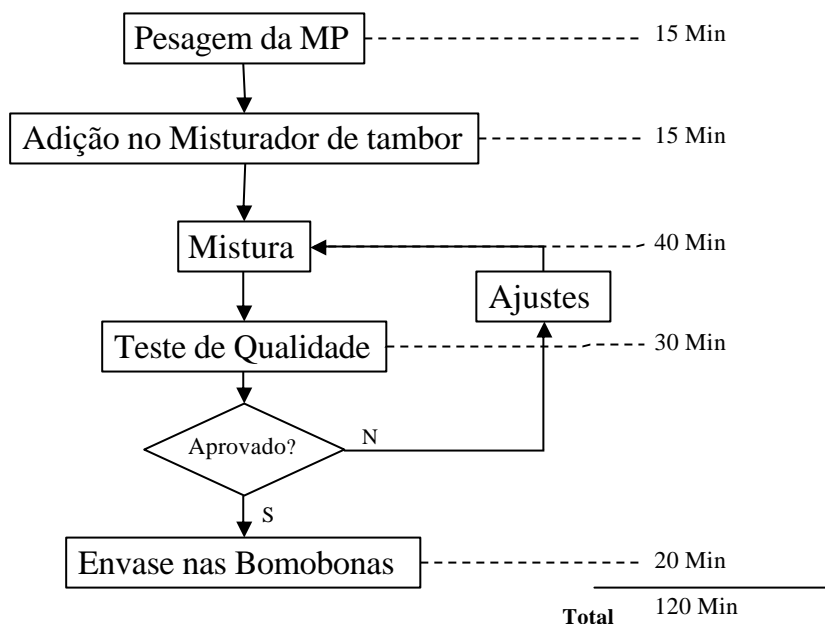 Pesagem da MP
15 Min
Adição no Misturador de tambor
15 Min
Mistura
40 Min
Ajustes
Teste de Qualidade
30 Min
Aprovado?
N
S
Envase nas Bomobonas
20 Min
Total
120 Min